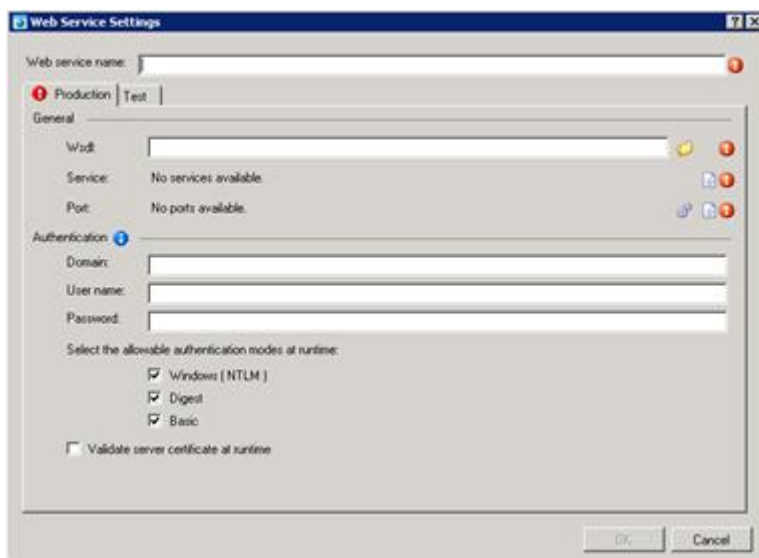 Web Service Settings
Web service name:
Production Test
General
Wsdl:
Service: No services available.
Port: No ports available.
Authentication
Domain:
User name:
Password:
Select the allowable authentication modes at runtime:
Windows ( NTLM )
Digest
Basic
Validate server certificate at runtime
OK Cancel